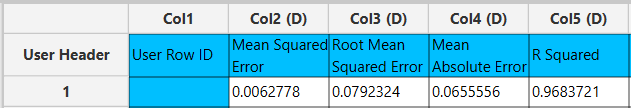 Col1 Col2 (D) Col3 (D) Col4 (D) Col5 (D)
User Header User Row ID Mean Squared Error Root Mean Squared Error Mean Absolute Error R Squared
1 0.0062778 0.0792324 0.0655556 0.9683721